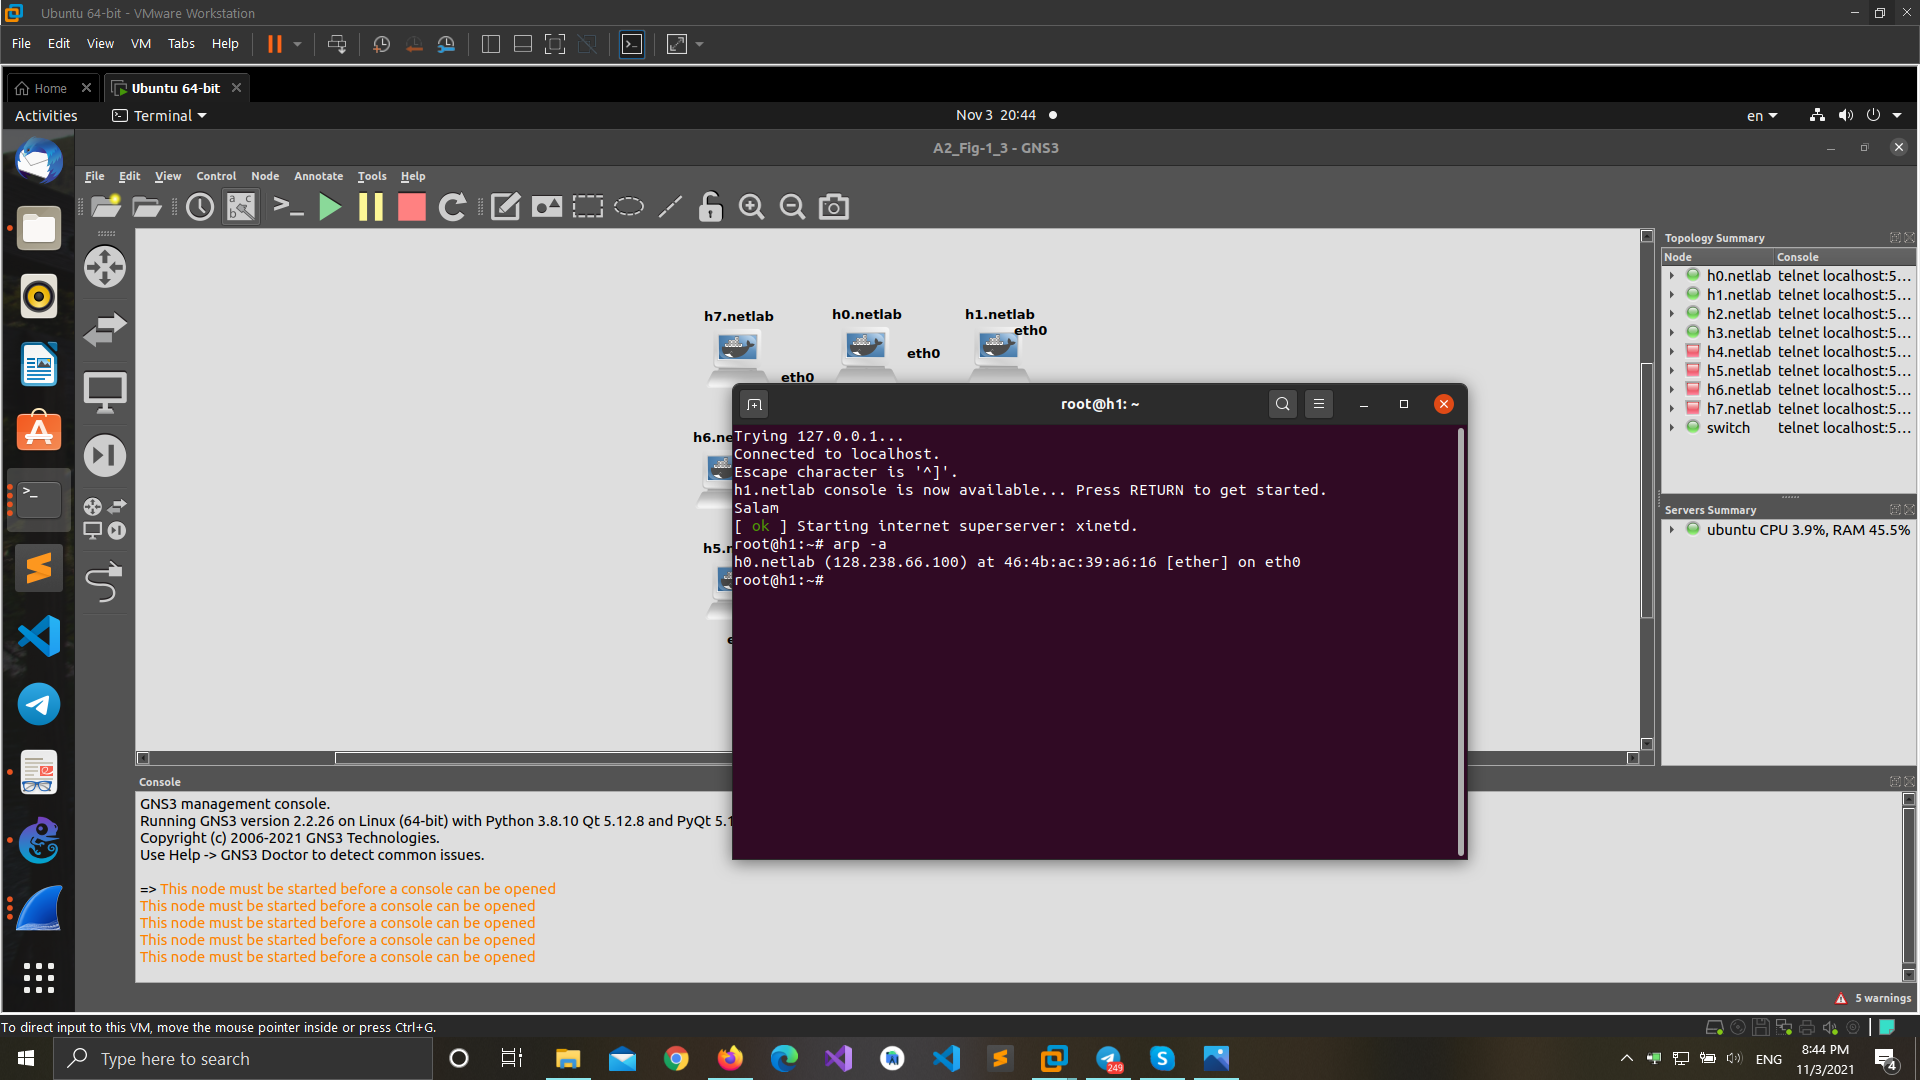 Ubuntu 64-bit - VMware Workstation
File Edit View VM Tabs Help
Home
Ubuntu 64-bit
Activities
Terminal
Nov 3 20:44
en
A2_Fig-1_3 - GNS3
File Edit View Control Node Annotate Tools Help
a c
b
h7.netlab
h0.netlab
h1.netlab
eth0
eth0
eth0
h6.ne
h5.n
e
root@h1: ~
Trying 127.0.0.1...
Connected to localhost.
Escape character is '^]'.
h1.netlab console is now available... Press RETURN to get started.
Salam
[ ok ] Starting internet superserver: xinetd.
root@h1:~# arp -a
h0.netlab (128.238.66.100) at 46:4b:ac:39:a6:16 [ether] on eth0
root@h1:~#
Topology Summary
Node Console
h0.netlab telnet localhost:5...
h1.netlab telnet localhost:5...
h2.netlab telnet localhost:5...
h3.netlab telnet localhost:5...
h4.netlab telnet localhost:5...
h5.netlab telnet localhost:5...
h6.netlab telnet localhost:5...
h7.netlab telnet localhost:5...
switch telnet localhost:5...
Servers Summary
ubuntu CPU 3.9%, RAM 45.5%
Console
GNS3 management console.
Running GNS3 version 2.2.26 on Linux (64-bit) with Python 3.8.10 Qt 5.12.8 and PyQt 5.1
Copyright (c) 2006-2021 GNS3 Technologies.
Use Help -> GNS3 Doctor to detect common issues.
=> This node must be started before a console can be opened
This node must be started before a console can be opened
This node must be started before a console can be opened
This node must be started before a console can be opened
This node must be started before a console can be opened
5 warnings
To direct input to this VM, move the mouse pointer inside or press Ctrl+G.
Type here to search
249
ENG
8:44 PM
11/3/2021
4